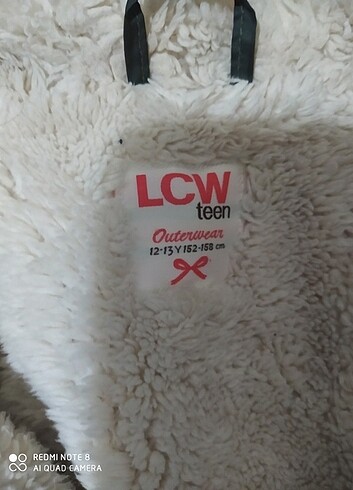 LCW
teen
Outerwear
12-13 Y 152-158 cm
REDMI NOTE 8
AI QUAD CAMERA